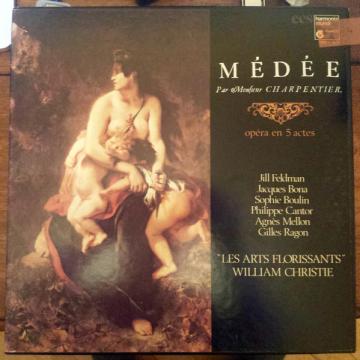 harmonia
mundi
MÉDÉE
Par Monsieur CHARPENTIER,
opéra en 5 actes
Jill Feldman
Jacques Bona
Sophie Boulin
Philippe Cantor
Agnès Mellon
Gilles Ragon
"LES ARTS FLORISSANTS"
WILLIAM CHRISTIE